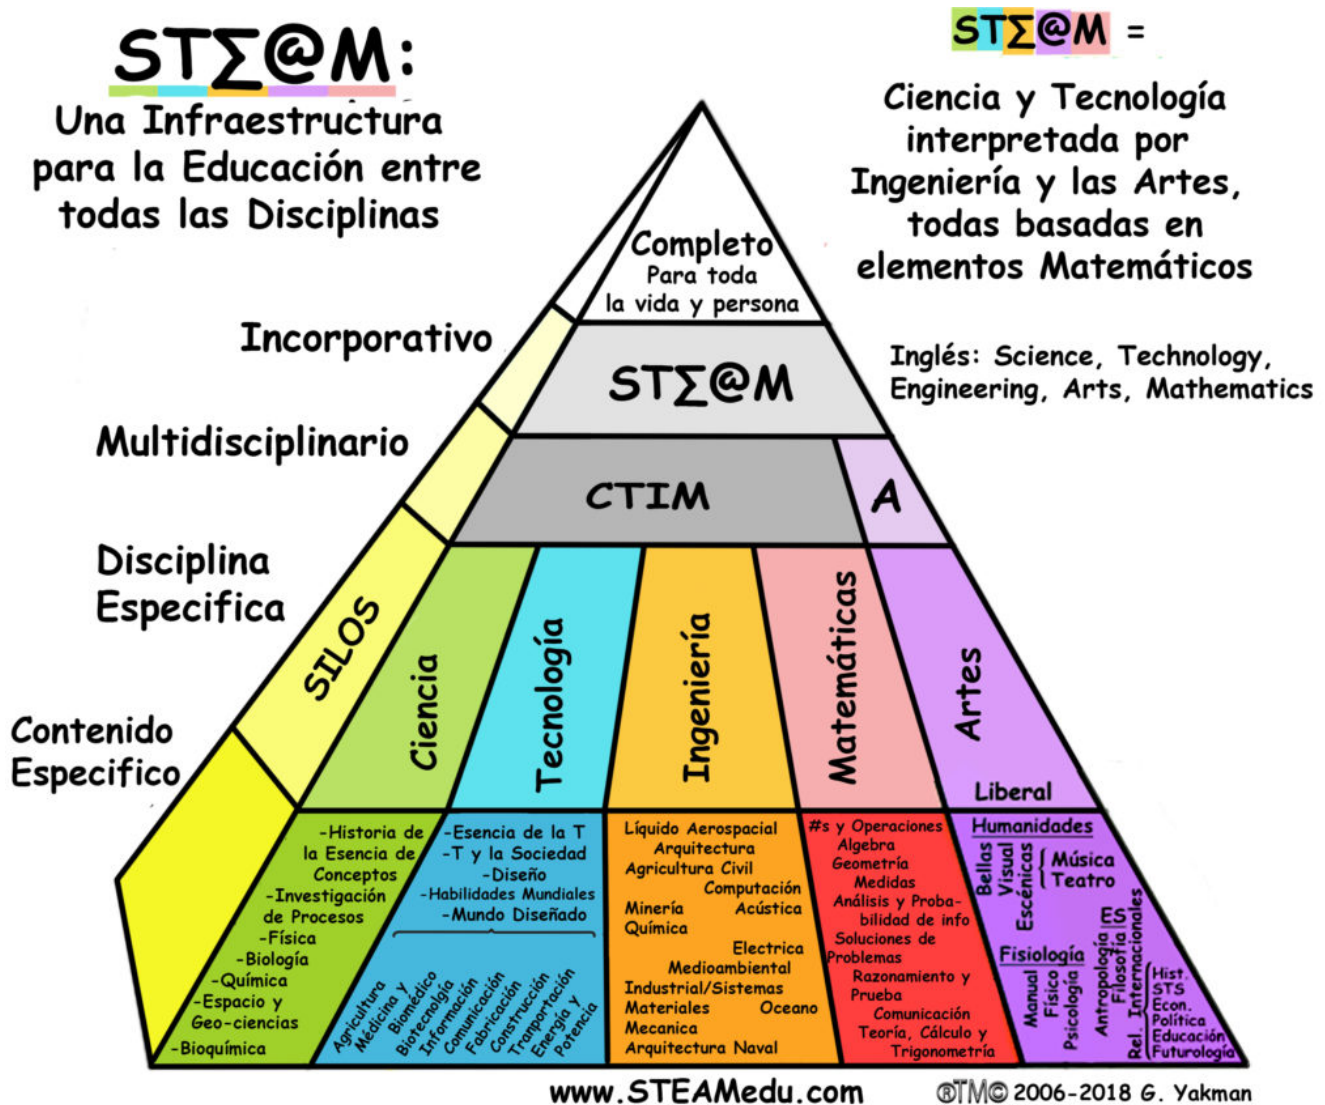 ST∑@M:
Una Infraestructura
para la Educación entre
todas las Disciplinas
ST∑@M =
Ciencia y Tecnología
interpretada por
Ingeniería y las Artes,
todas basadas en
elementos Matemáticos
Inglés: Science, Technology,
Engineering, Arts, Mathematics
Completo
Para toda
la vida y persona
Incorporativo
ST∑@M
Multidisciplinario
CTIM
A
Disciplina
Especifica
SILOS
Ciencia
Tecnología
Ingeniería
Matemáticas
Artes
Liberal
Contenido
Especifico
-Historia de
la Esencia de
Conceptos
-Investigación
de Procesos
-Física
-Biología
-Química
-Espacio y
Geo-ciencias
-Bioquímica
-Esencia de la T
-T y la Sociedad
-Diseño
-Habilidades Mundiales
-Mundo Diseñado
Agricultura
Médicina y
Biomédico
Biotecnolgía
Información
Comunicación
Fabricación
Construcción
Tranportación
Energía y
Potencia
Líquido Aerospacial
Arquitectura
Agricultura Civil
Computación
Minería Acústica
Química
Electrica
Medioambiental
Industrial/Sistemas
Materiales Oceano
Mecanica
Arquitectura Naval
#s y Operaciones
Algebra
Geometría
Medidas
Análisis y Proba-
bilidad de info
Soluciones de
Problemas
Razonamiento y
Prueba
Comunicación
Teoría, Cálculo y
Trigonometría
Humanidades
Bellas
Visual
Escénicas
Música
Teatro
Fisiología
Manual
Físico
Psicología
ES
Antropología
Filosofía
Rel. Internacionales
Hist.
STS
Econ.
Política
Educación
Futurología
www.STEAMedu.com
®TM© 2006-2018 G. Yakman